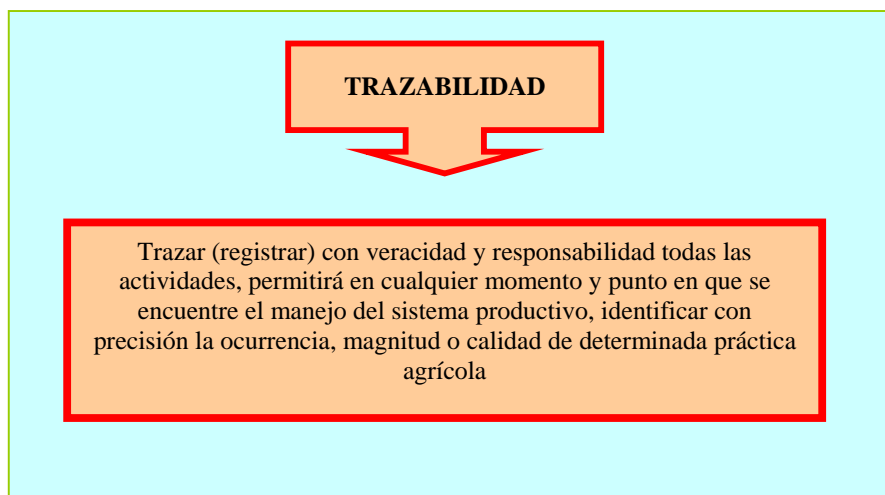 TRAZABILIDAD
Trazar (registrar) con veracidad y responsabilidad todas las
actividades, permitirá en cualquier momento y punto en que se
encuentre el manejo del sistema productivo, identificar con
precisión la ocurrencia, magnitud o calidad de determinada práctica
agrícola